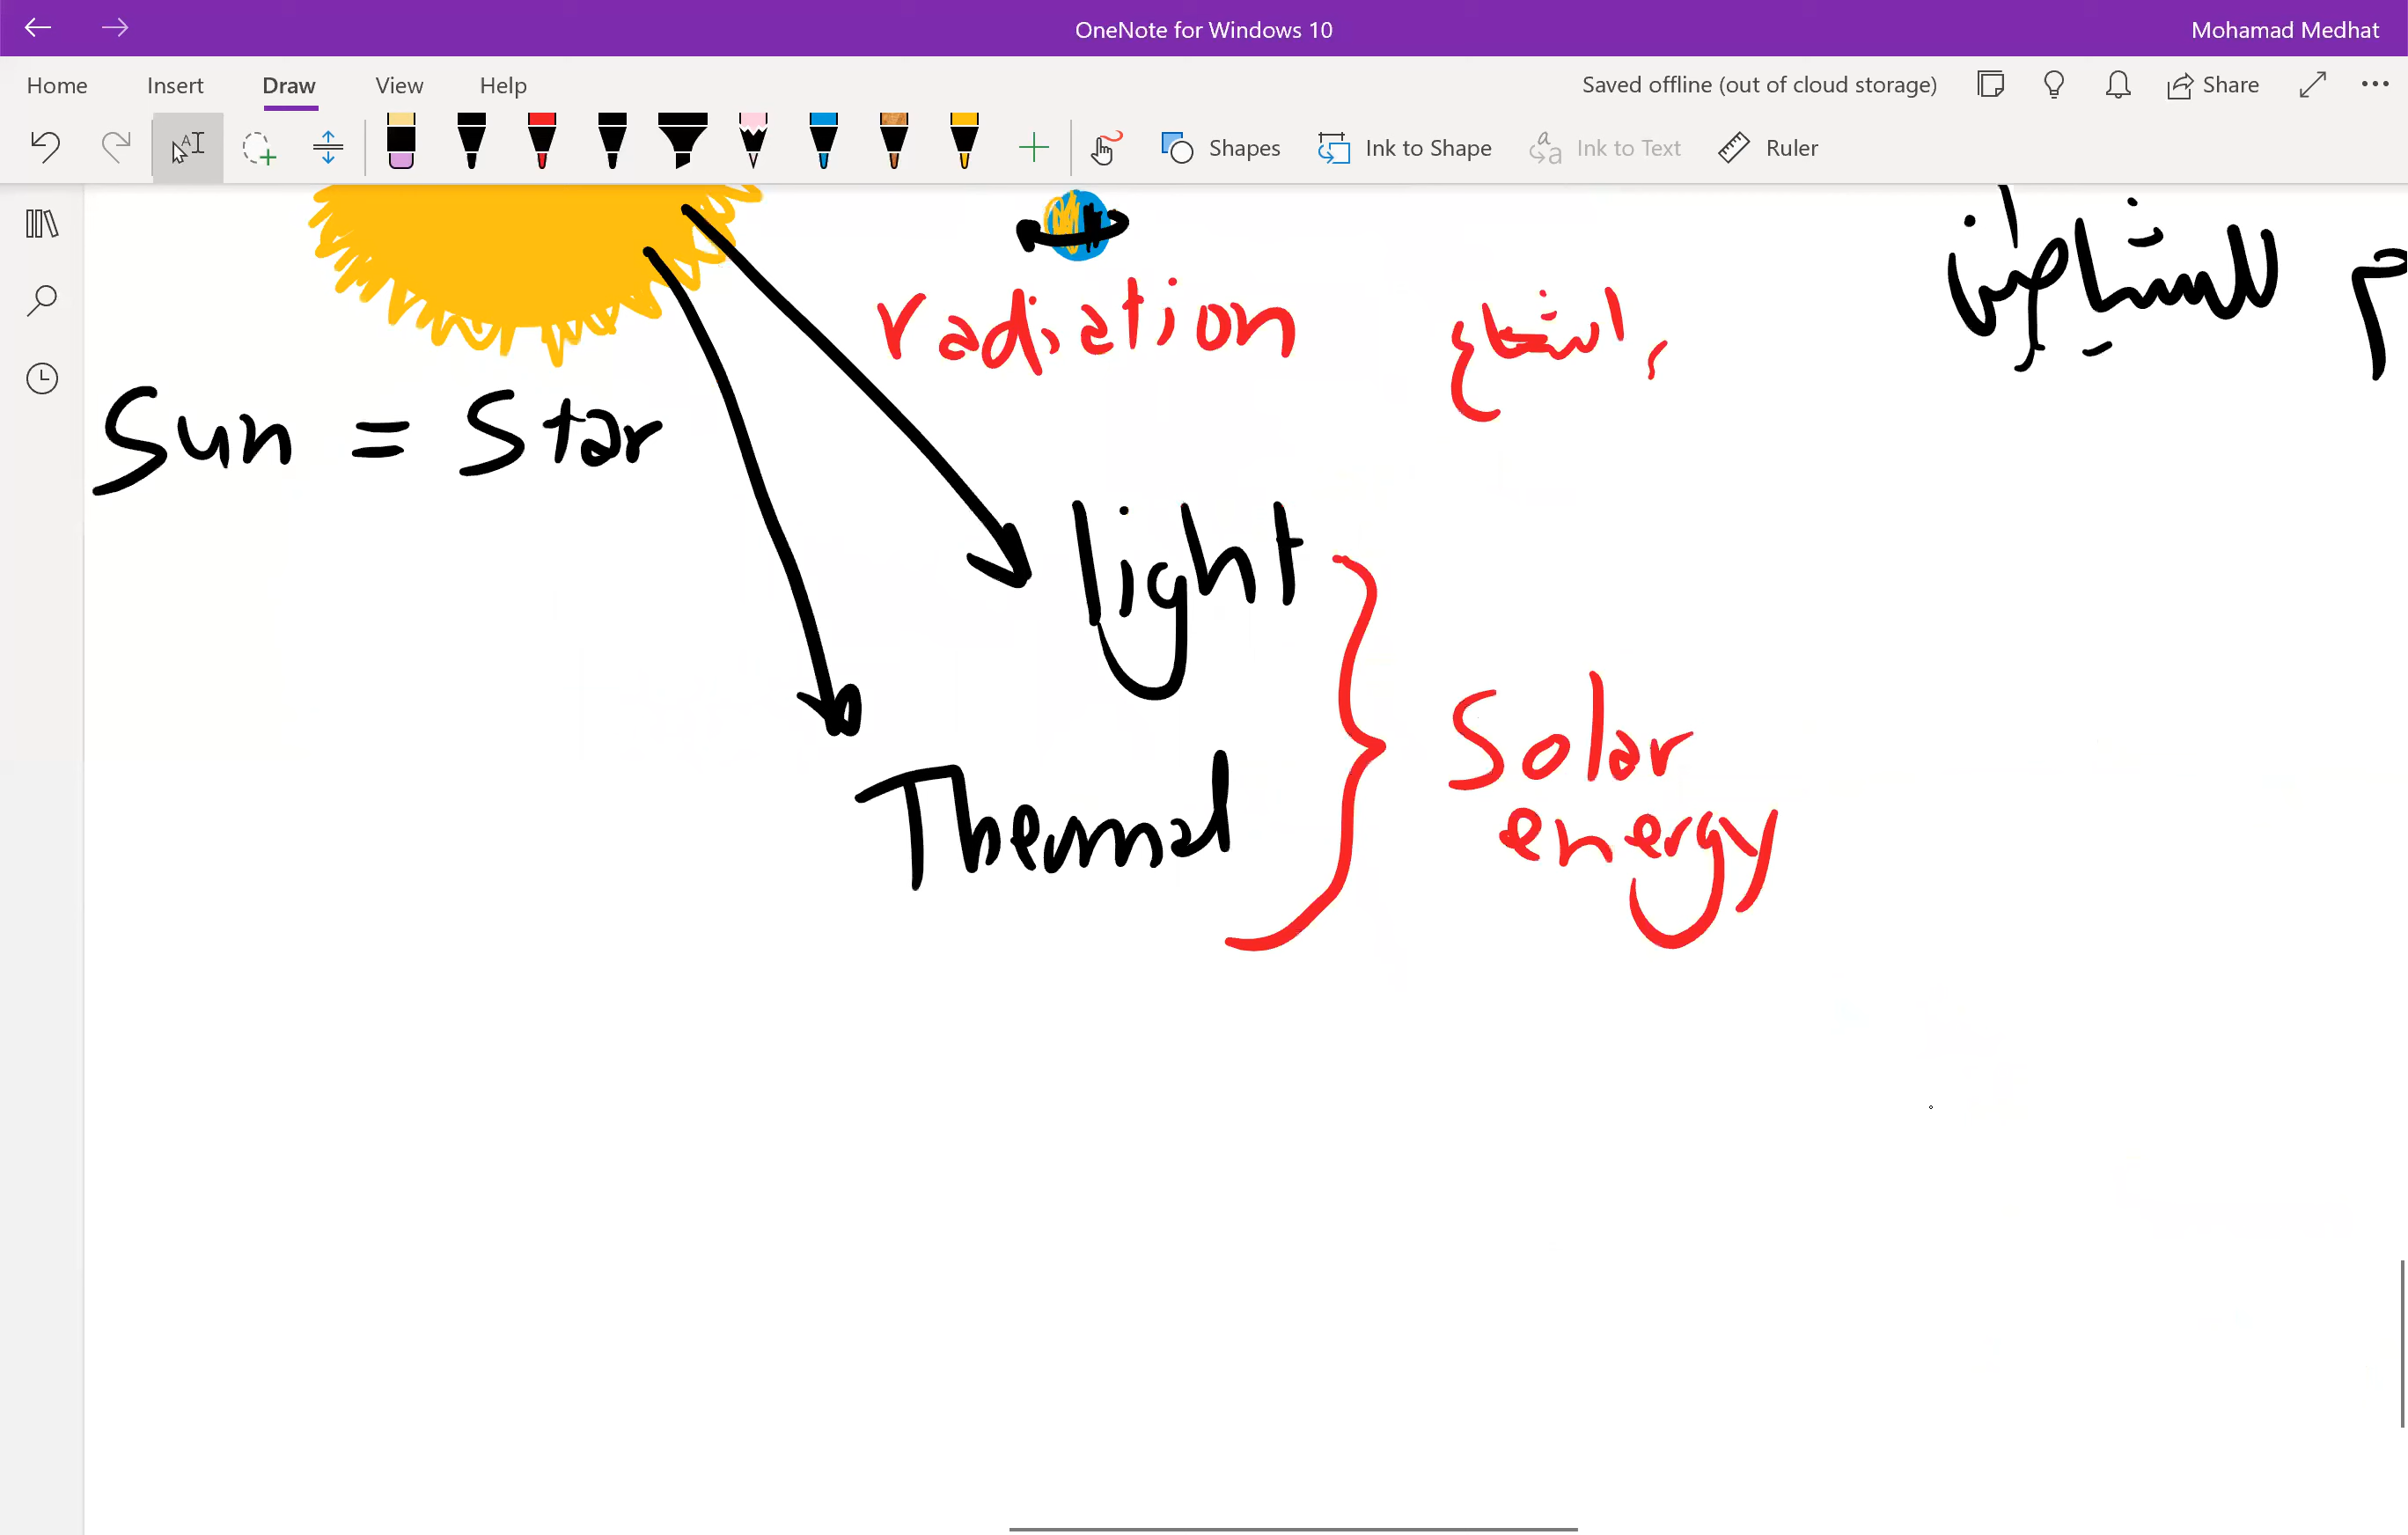 OneNote for Windows 10
Mohamad Medhat
Home Insert Draw View Help
Saved offline (out of cloud storage)
Share
Shapes
Ink to Shape
Ink to Text
Ruler
radiation
اشعاع
Sun = Star
light
Thermal
Solar
energy